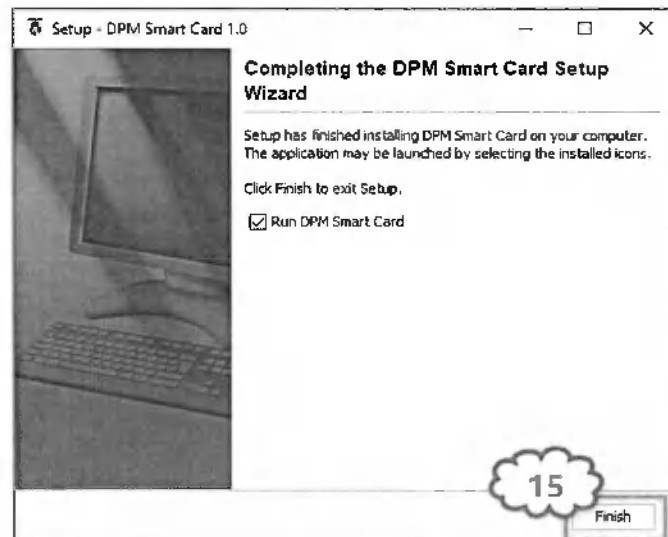 Setup - DPM Smart Card 1.0
Completing the DPM Smart Card Setup
Wizard
Setup has finished installing DPM Smart Card on your computer.
The application may be launched by selecting the installed icons.
Click Finish to exit Setup.
Run DPM Smart Card
15
Finish